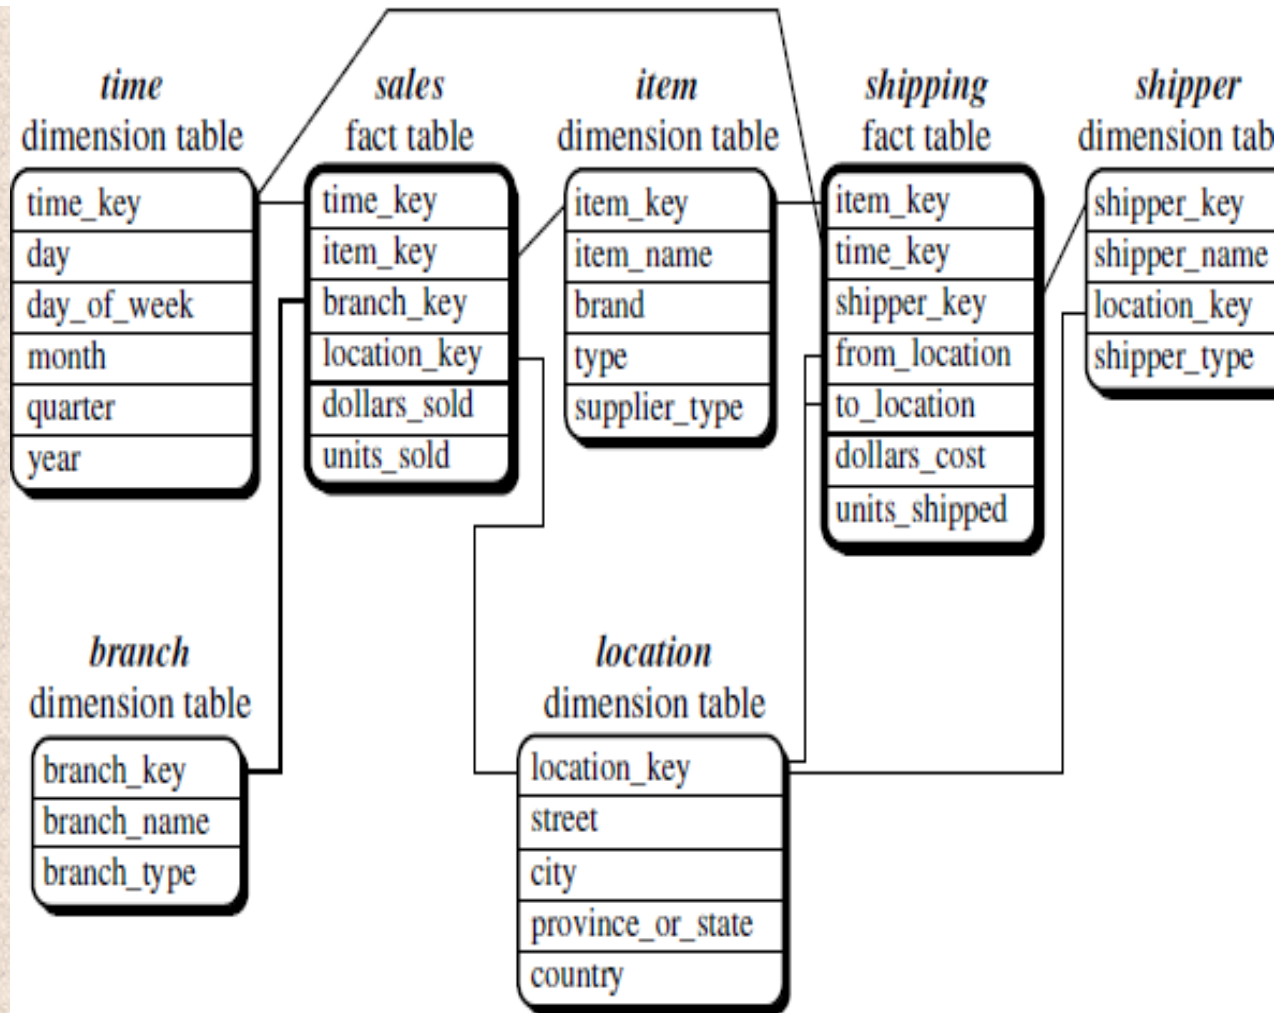 time
dimension table
time_key
day
day_of_week
month
quarter
year
sales
fact table
time_key
item_key
branch_key
location_key
dollars_sold
units_sold
item
dimension table
item_key
item_name
brand
type
supplier_type
shipping
fact table
item_key
time_key
shipper_key
from_location
to_location
dollars_cost
units_shipped
shipper
dimension tab
shipper_key
shipper_name
location_key
shipper_type
branch
dimension table
branch_key
branch_name
branch_type
location
dimension table
location_key
street
city
province_or_state
country